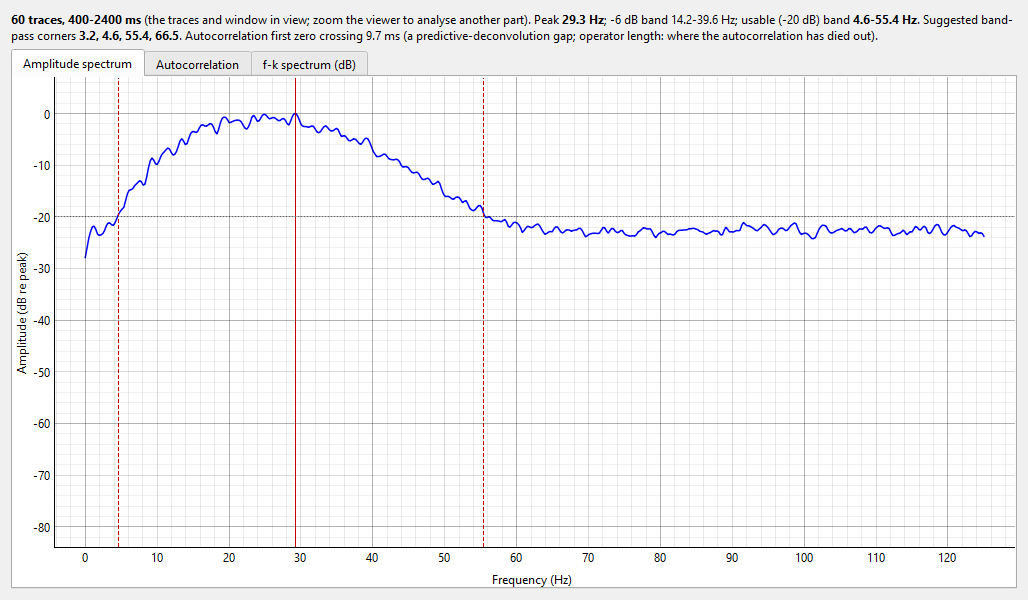 60 traces, 400-2400 ms (the traces and window in view; zoom the viewer to analyse another part). Peak 29.3 Hz; -6 dB band 14.2-39.6 Hz; usable (-20 dB) band 4.6-55.4 Hz. Suggested band-
pass corners 3.2, 4.6, 55.4, 66.5. Autocorrelation first zero crossing 9.7 ms (a predictive-deconvolution gap; operator length: where the autocorrelation has died out).
Amplitude spectrum Autocorrelation f-k spectrum (dB)
Amplitude (dB re peak)
0
-10
-20
-30
-40
-50
-60
-70
-80
0 10 20 30 40 50 60 70 80 90 100 110 120
Frequency (Hz)